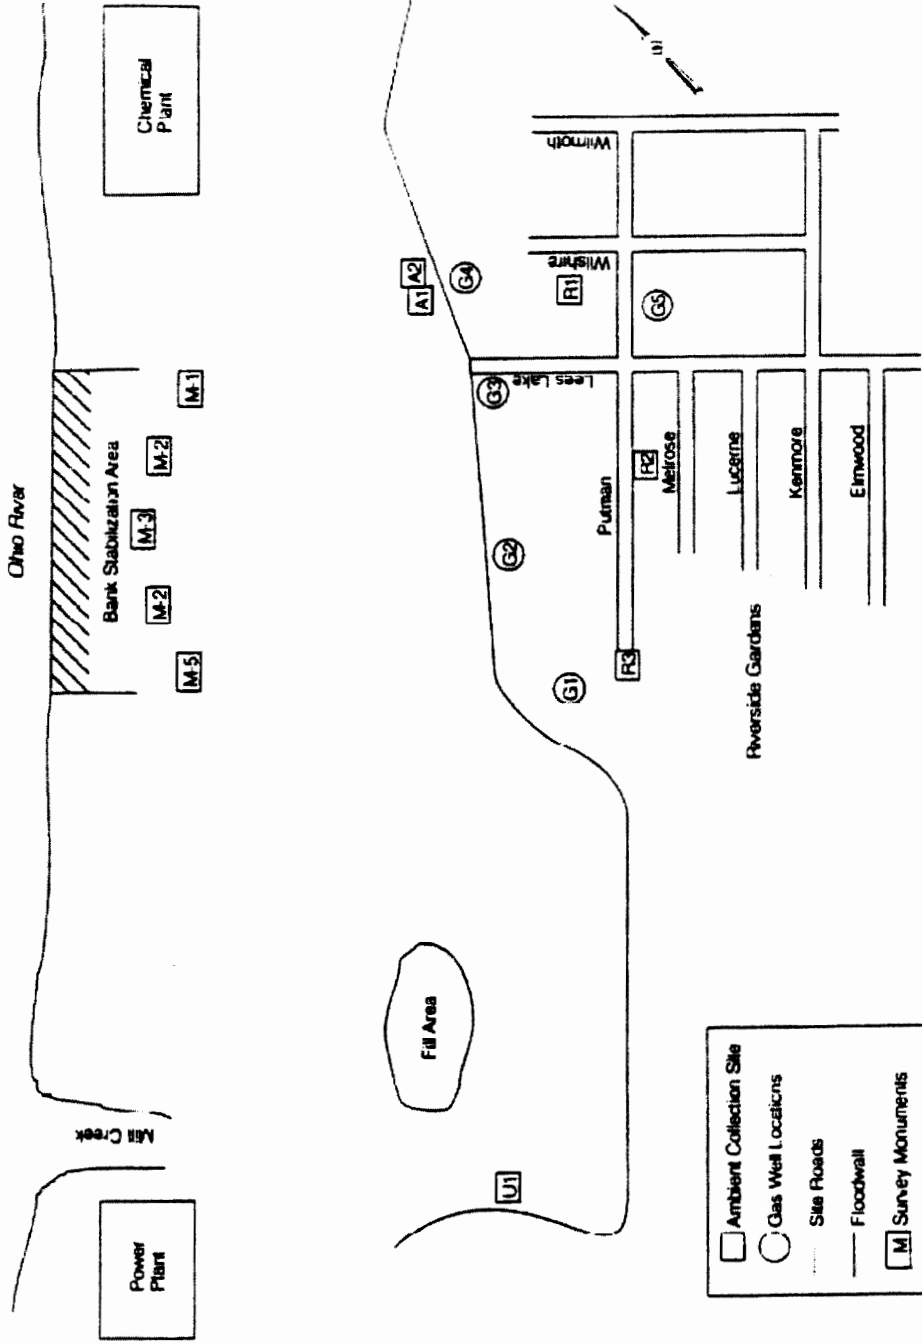 Ohio River
Power
Plant
Mill Creek
Bank Stabilization Area
M-5
M-2
M-3
M-2
M-1
Chemical
Plant
Fill Area
U1
A1
A2
G1
G2
G3
G4
Lees Lake
Wilshire
Wilmoth
R1
Putman
R3
R2
G5
Melrose
Lucerne
Kenmore
Elmwood
Riverside Gardens
Ambient Collection Site
Gas Well Locations
Site Roads
Floodwall
M Survey Monuments